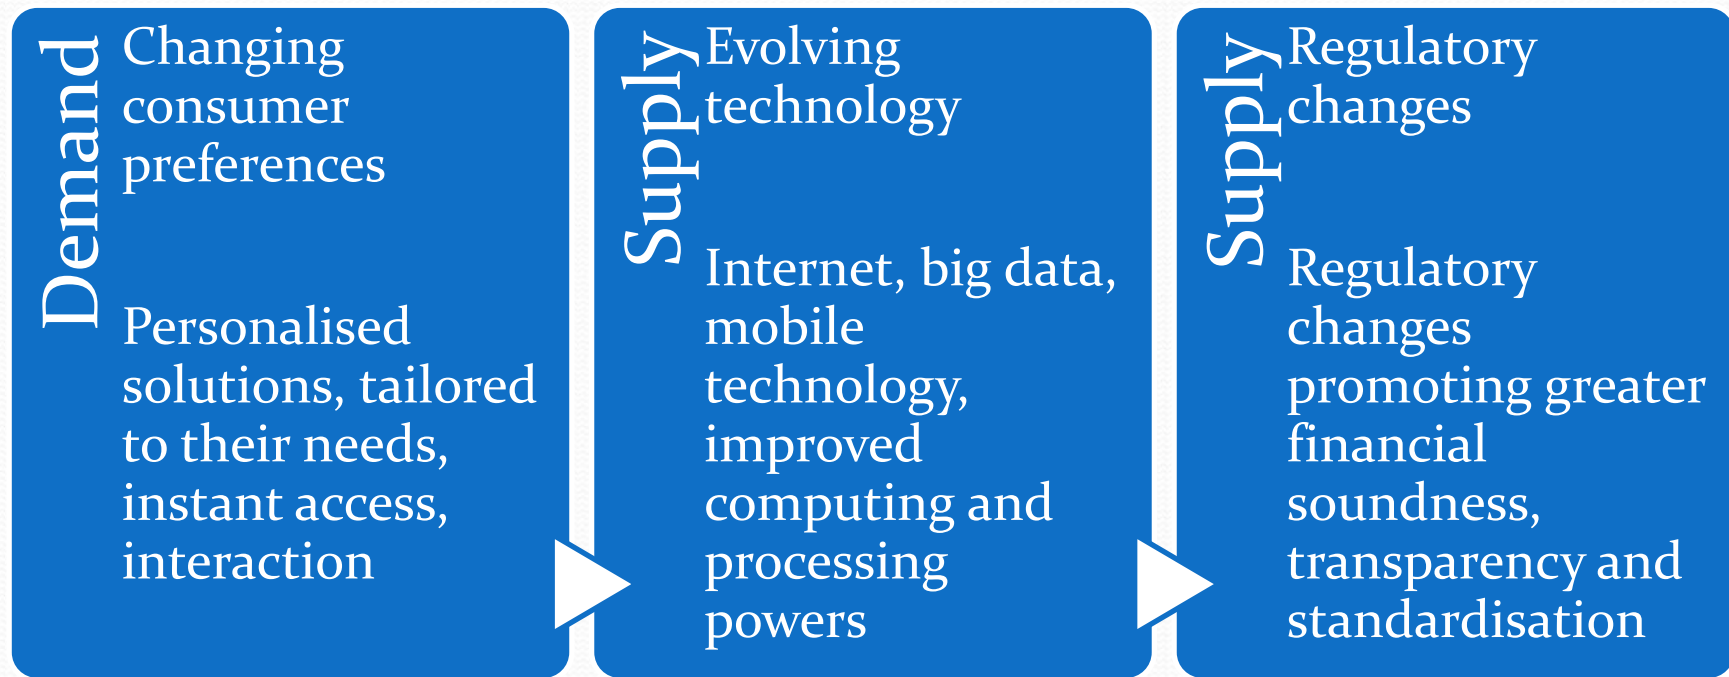 Demand
Changing
consumer
preferences
Personalised
solutions, tailored
to their needs,
instant access,
interaction
Supply
Evolving
technology
Internet, big data,
mobile
technology,
improved
computing and
processing
powers
Supply
Regulatory
changes
Regulatory
changes
promoting greater
financial
soundness,
transparency and
standardisation